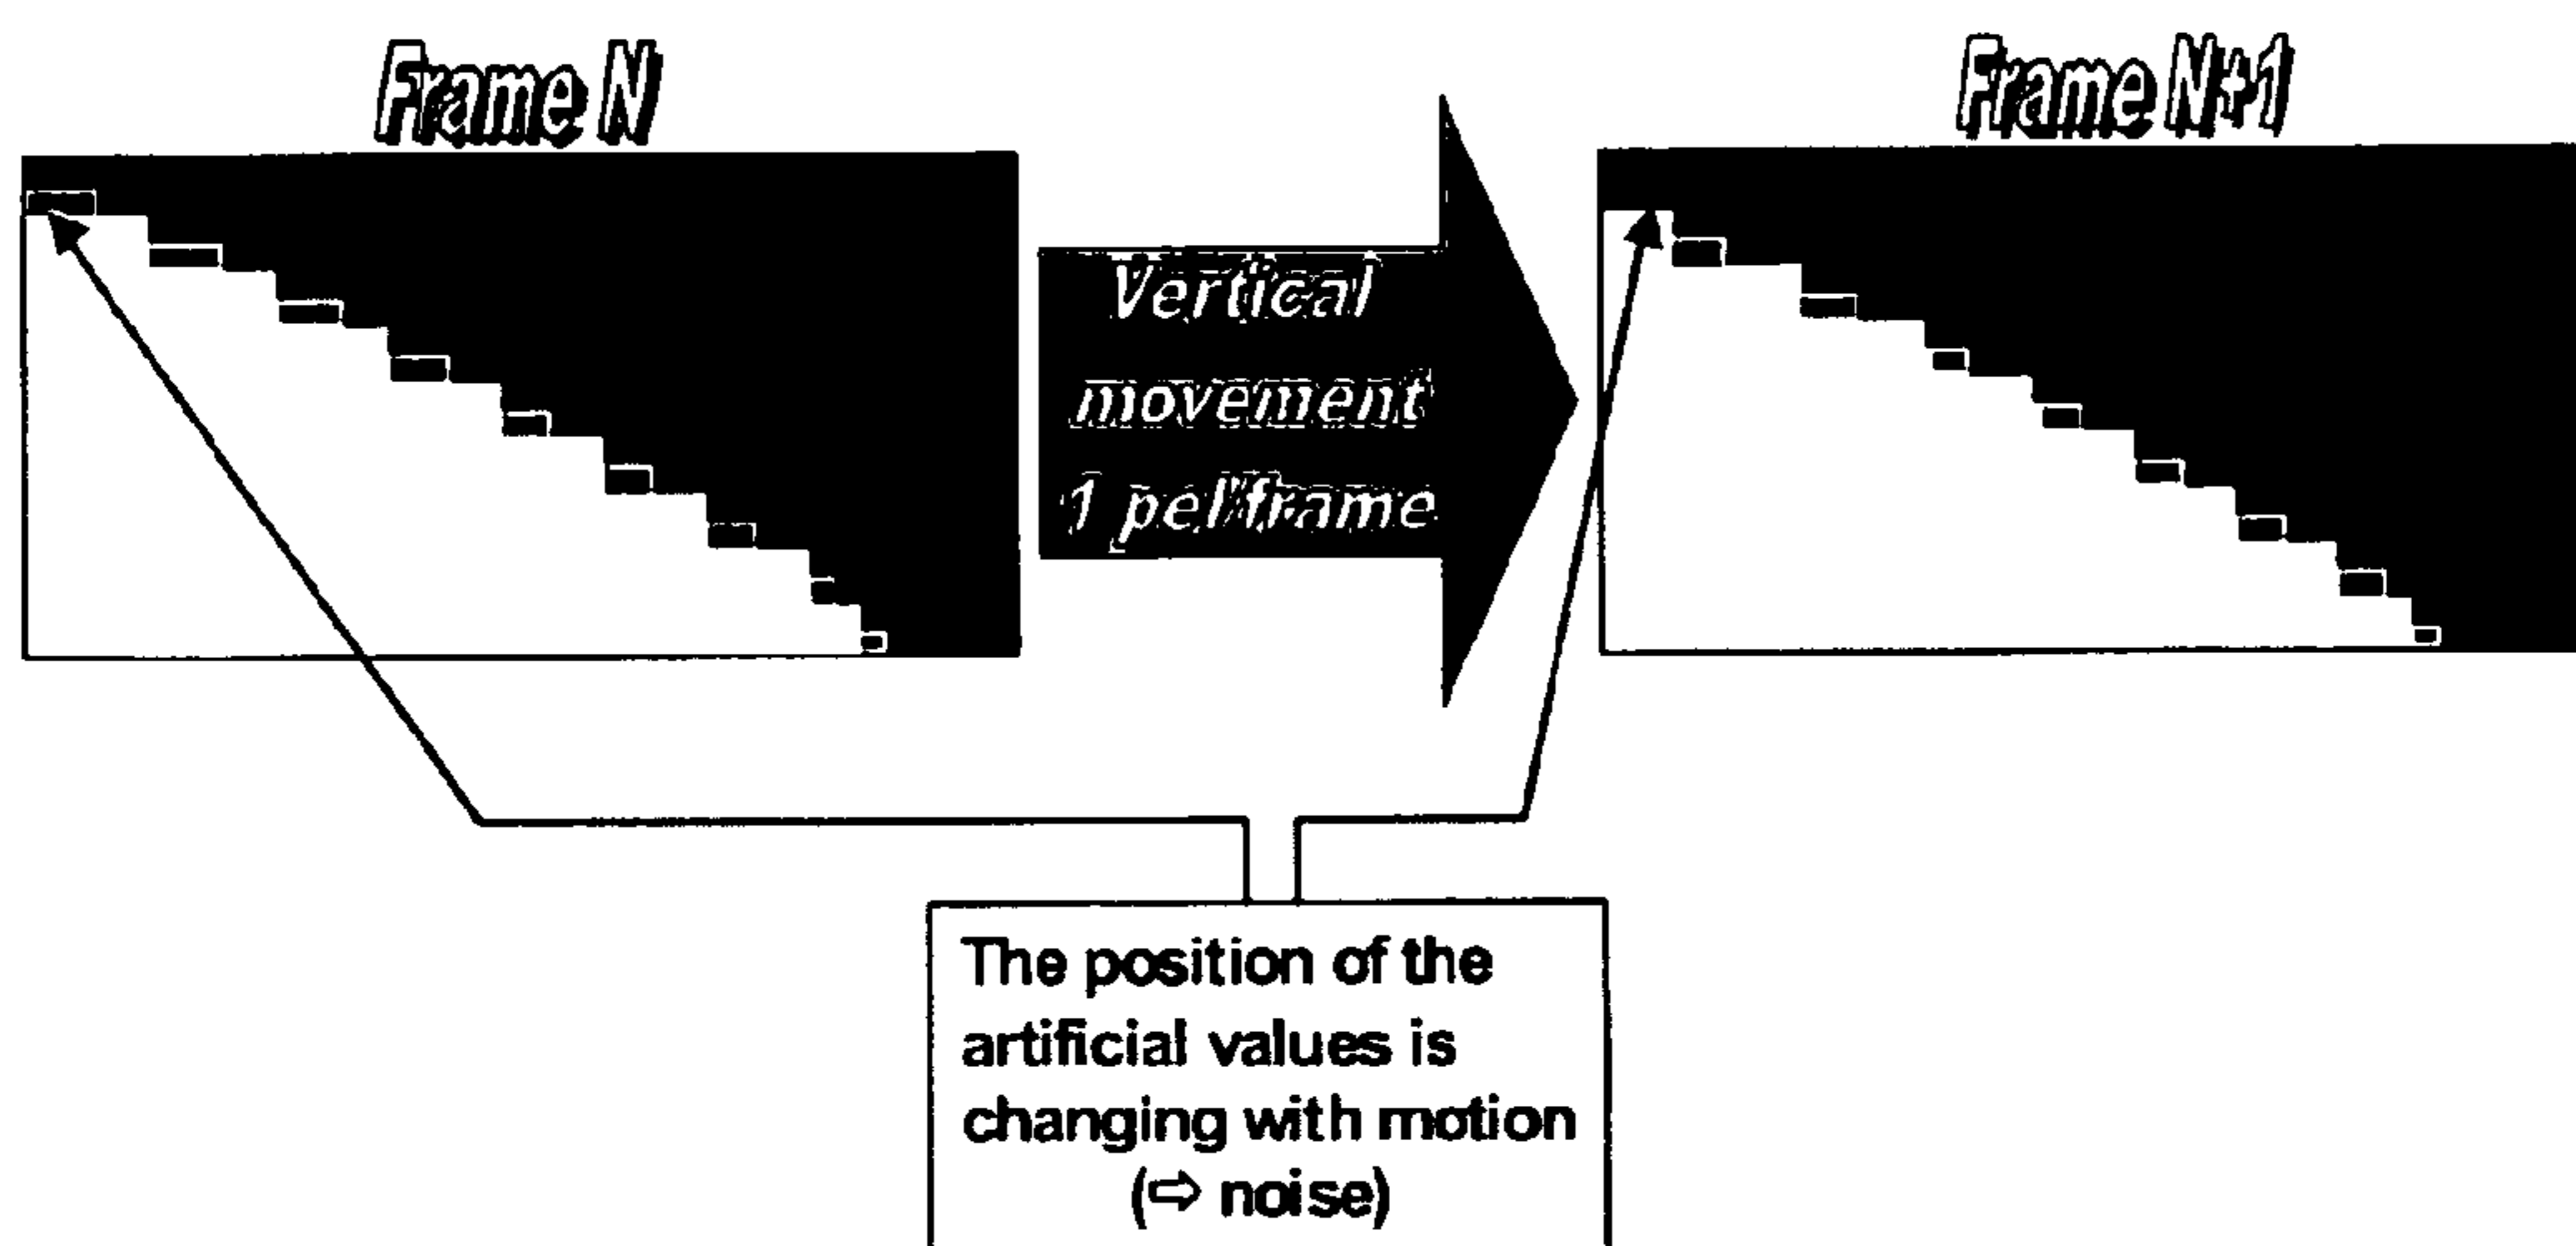 Frame N
Frame N+1
Vertical
movement
1 pel/frame
The position of the
artificial values is
changing with motion
(⇨ noise)